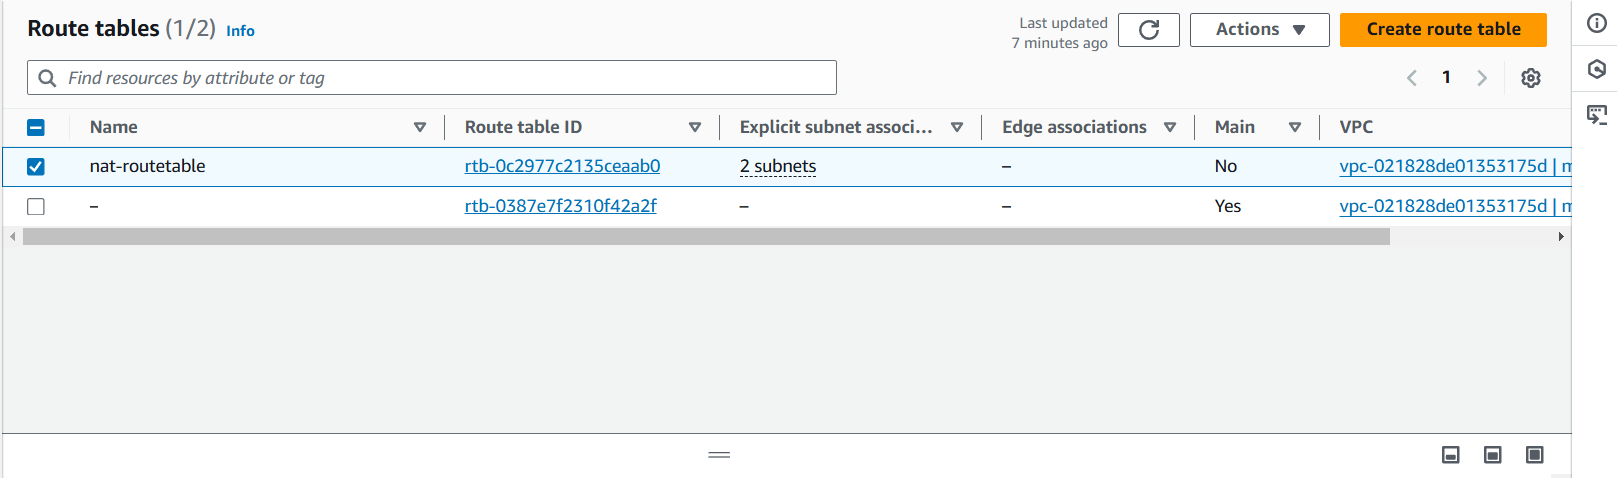 Route tables (1/2) Info
Last updated
7 minutes ago
Actions
Create route table
Find resources by attribute or tag
1
Name Route table ID Explicit subnet associ... Edge associations Main VPC
nat-routetable rtb-0c2977c2135ceaab0 2 subnets – No vpc-021828de01353175d |
– rtb-0387e7f2310f42a2f – – Yes vpc-021828de01353175d |